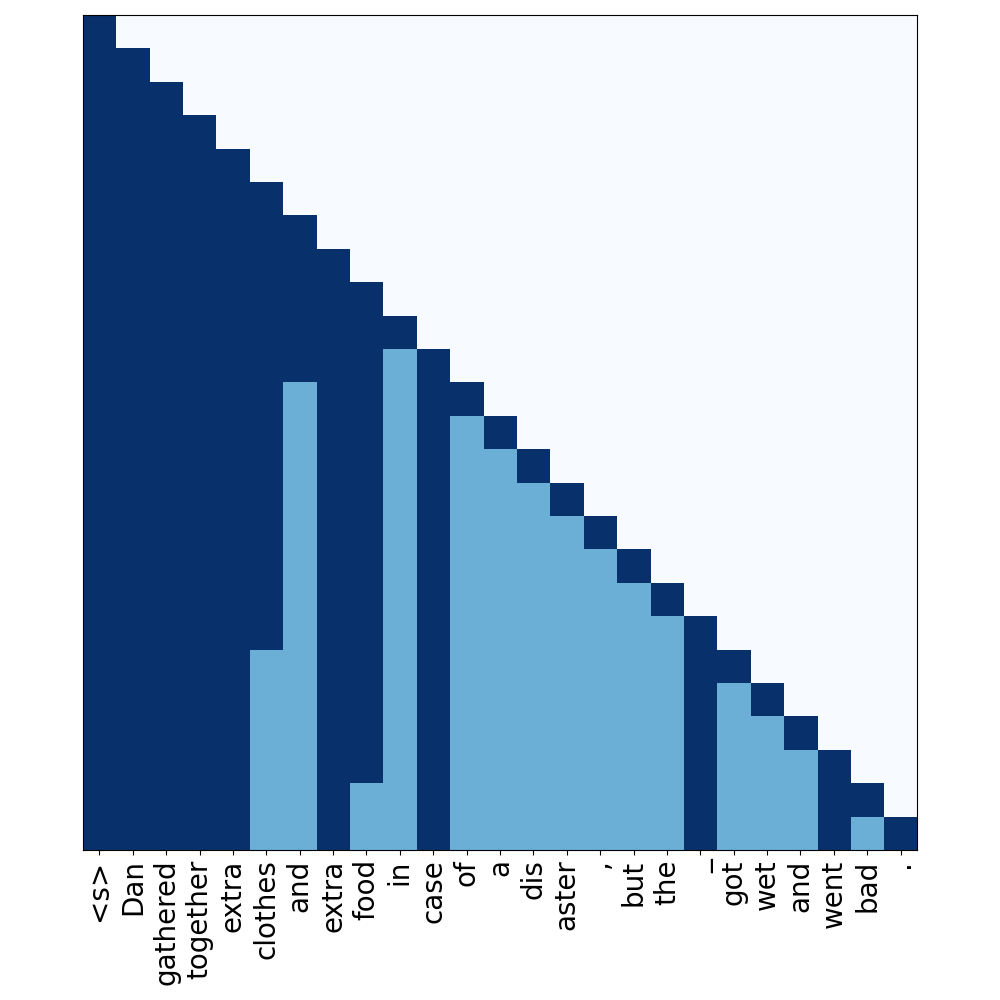 <s> Dan gathered together extra clothes and extra food in case of a dis aster , but the _ got wet and went bad .